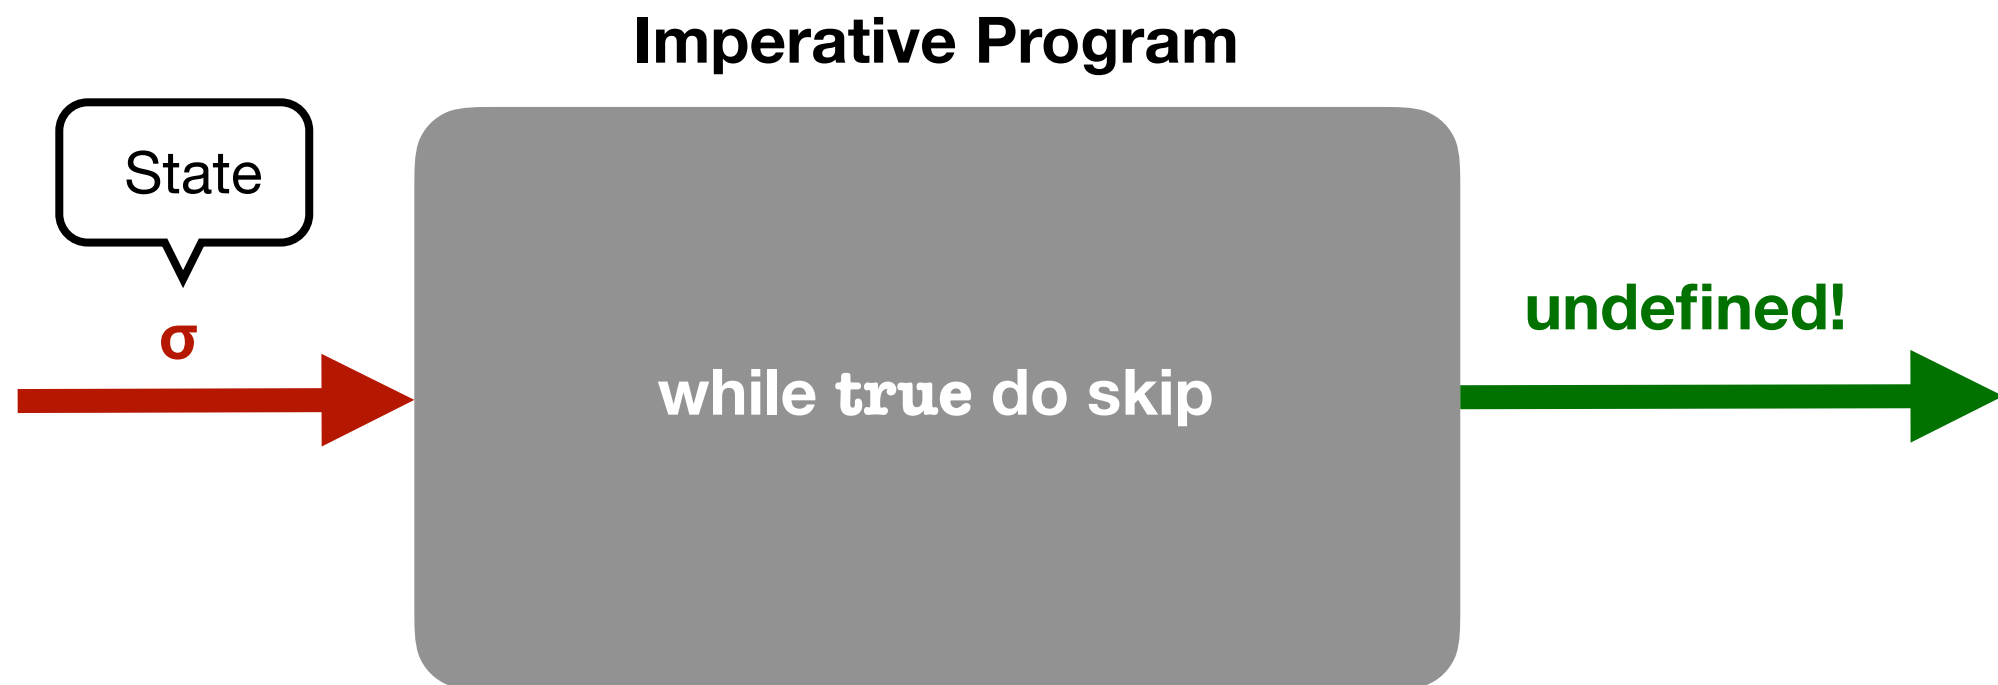 Imperative Program
State
σ
while true do skip
undefined!